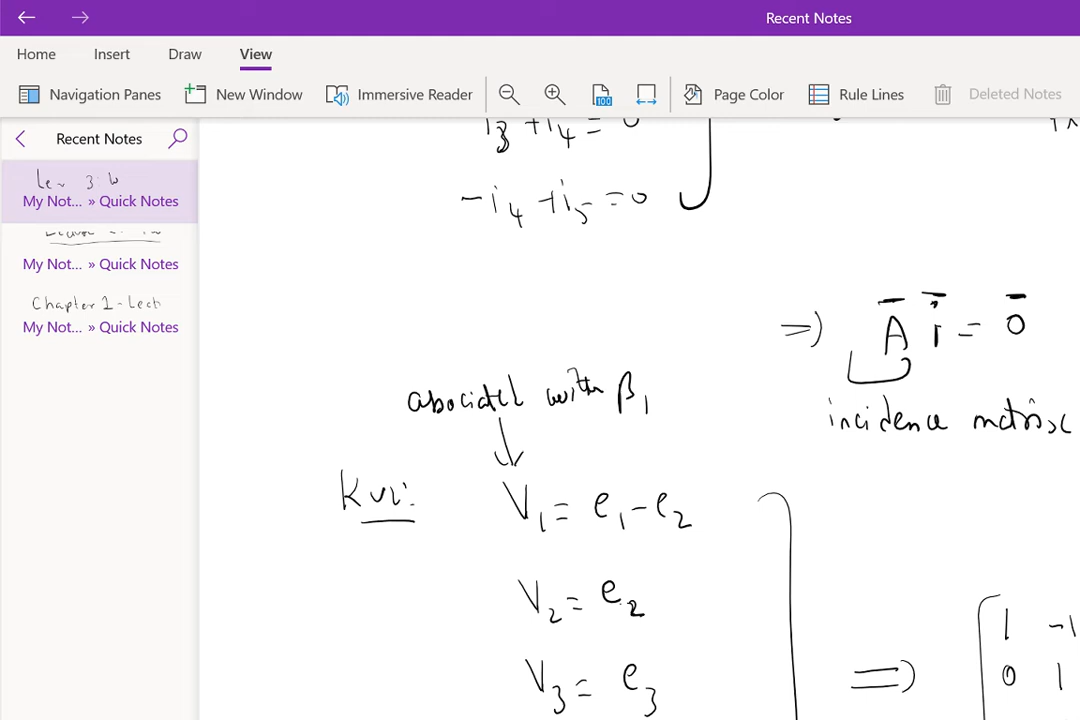 Recent Notes
Home Insert Draw View
Navigation Panes New Window Immersive Reader 100 Page Color Rule Lines Deleted Notes
Recent Notes
My Not... » Quick Notes
My Not... » Quick Notes
Chapter 1 - Lect
My Not... » Quick Notes
i₃ + i₄ = 0
-i₄ + i₅ = 0
⇒ A̅ i̅ = 0̅
incidence matrix
associated with β₁
↓
KVL: V₁ = e₁ - e₂
V₂ = e₂
V₃ = e₃
⇒
1 -1
0 1